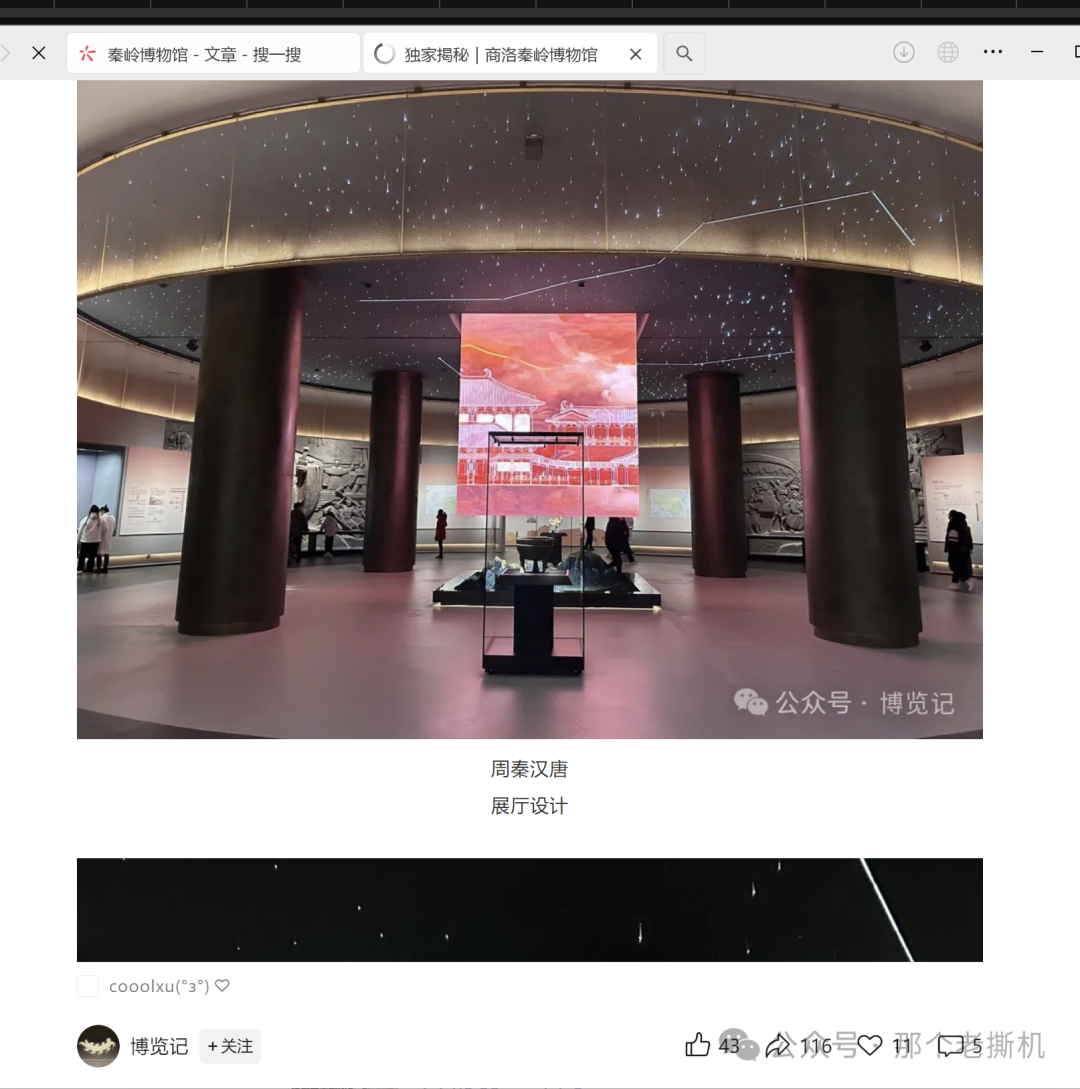 秦岭博物馆 - 文章 - 搜一搜
独家揭秘 | 商洛秦岭博物馆
公众号 · 博览记
周秦汉唐
展厅设计
cooolxu(°з°)♡
博览记
+关注
43
116
11
5
公众号 · 那个老撕机